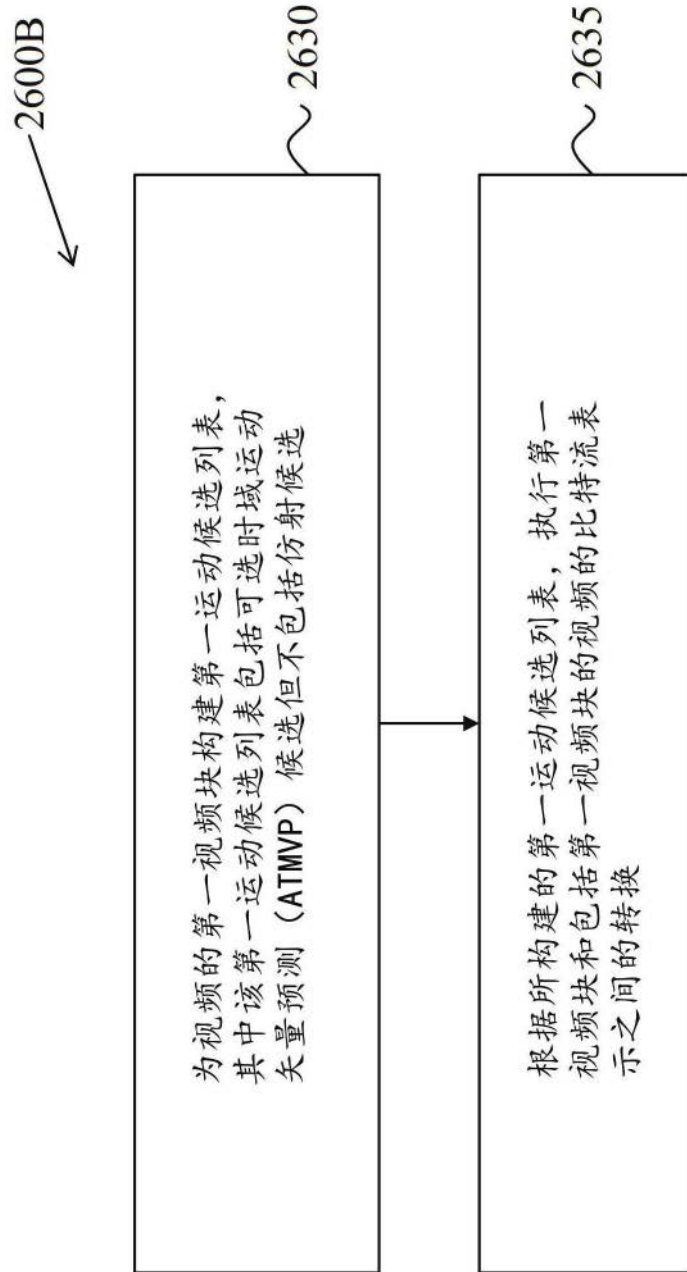 2600B
为视频的第一视频块构建第一运动候选列表，
其中该第一运动候选列表包括可选时域运动
矢量预测（ATMVP）候选但不包括仿射候选
2630
根据所构建的第一运动候选列表，执行第一
视频块和包括第一视频块的视频的比特流表
示之间的转换
2635